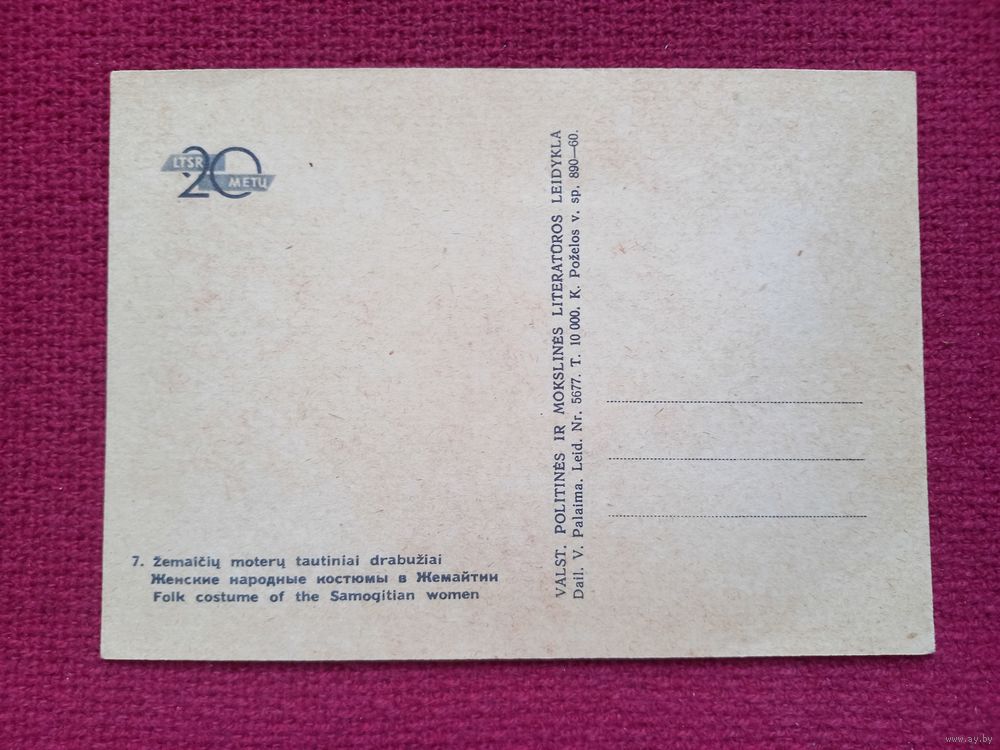 LTSR
20
METŲ
7. Žemaičių moterų tautiniai drabužiai
Женские народные костюмы в Жемайтии
Folk costume of the Samogitian women
VALST. POLITINĖS IR MOKSLINĖS LITERATŪROS LEIDYKLA
Dail. V. Palaima. Leid. Nr. 5677. T. 10 000. K. Poželos v. sp. 890—60.
www.ay.by